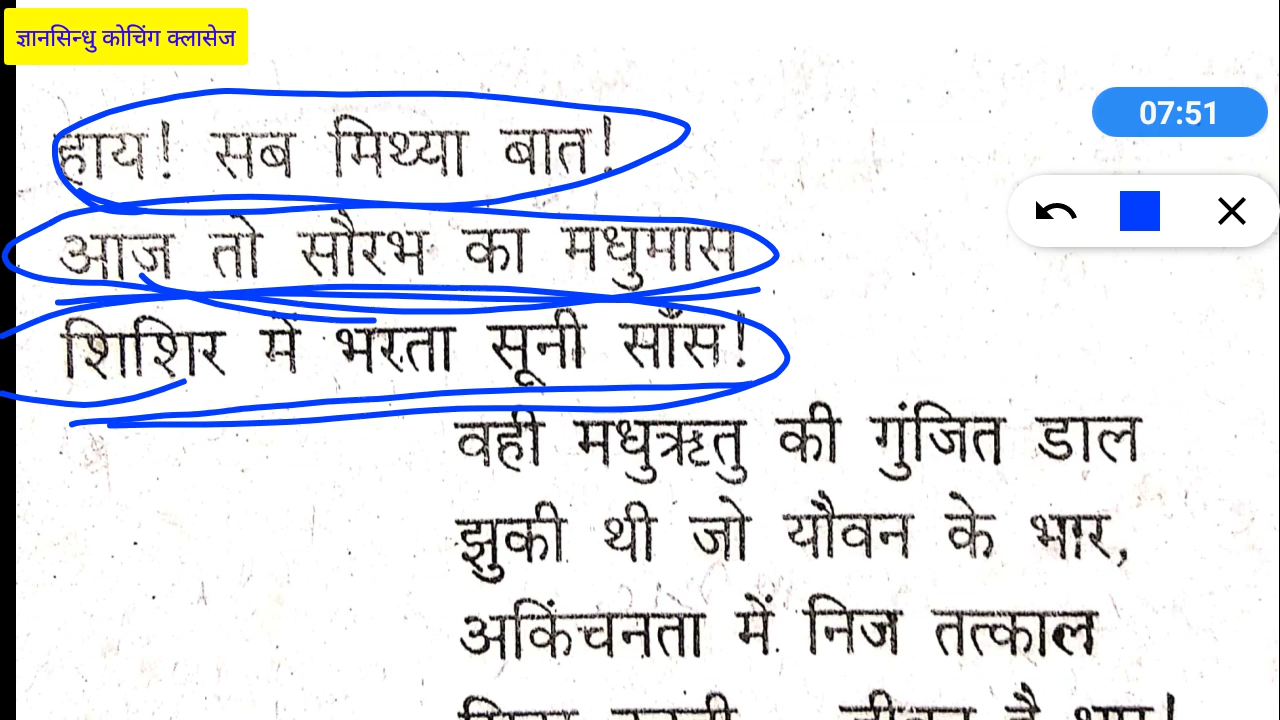 ज्ञानसिन्धु कोचिंग क्लासेज
07:51
हाय! सब मिथ्या बात!
आज तो सौरभ का मधुमास
शिशिर में भरता सूनी साँस!
वही मधुऋतु की गुंजित डाल
झुकी थी जो यौवन के भार,
अकिंचनता में निज तत्काल